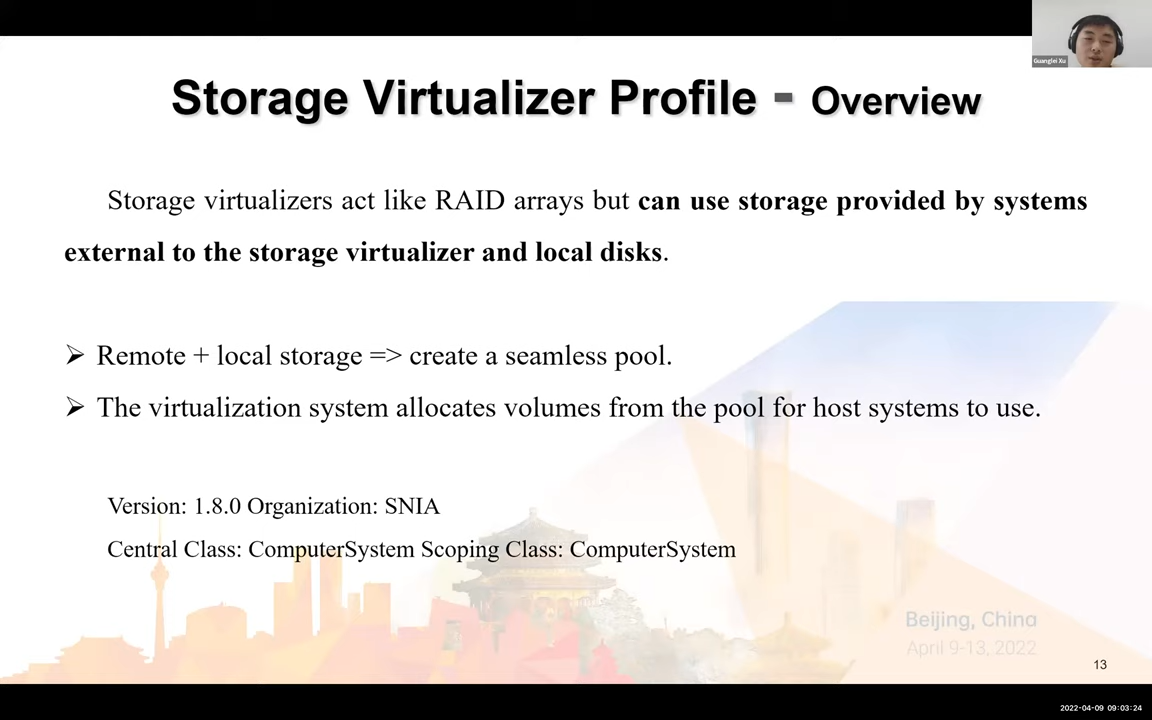 Guanglei Xu
Storage Virtualizer Profile - Overview
Storage virtualizers act like RAID arrays but can use storage provided by systems
external to the storage virtualizer and local disks.
➢ Remote + local storage => create a seamless pool.
➢ The virtualization system allocates volumes from the pool for host systems to use.
Version: 1.8.0 Organization: SNIA
Central Class: ComputerSystem Scoping Class: ComputerSystem
Beijing, China
April 9-13, 2022
13
2022-04-09 09:03:24